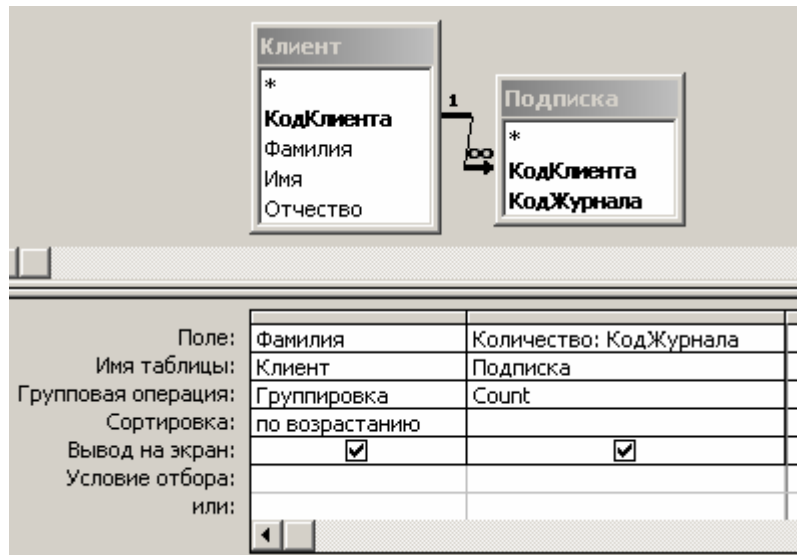 Клиент
*
КодКлиента
Фамилия
Имя
Отчество
1
∞
Подписка
*
КодКлиента
КодЖурнала
Поле: Фамилия Количество: КодЖурнала
Имя таблицы: Клиент Подписка
Групповая операция: Группировка Count
Сортировка: по возрастанию
Вывод на экран:
Условие отбора:
или: